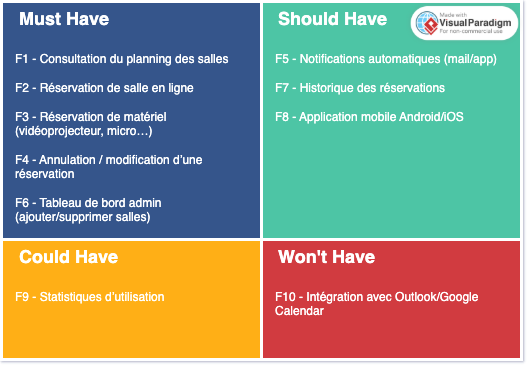 Must Have
F1 - Consultation du planning des salles
F2 - Réservation de salle en ligne
F3 - Réservation de matériel
(vidéoprojecteur, micro…)
F4 - Annulation / modification d’une
réservation
F6 - Tableau de bord admin
(ajouter/supprimer salles)
Should Have
Made with
Visual Paradigm
For non-commercial use
F5 - Notifications automatiques (mail/app)
F7 - Historique des réservations
F8 - Application mobile Android/iOS
Could Have
F9 - Statistiques d’utilisation
Won't Have
F10 - Intégration avec Outlook/Google
Calendar